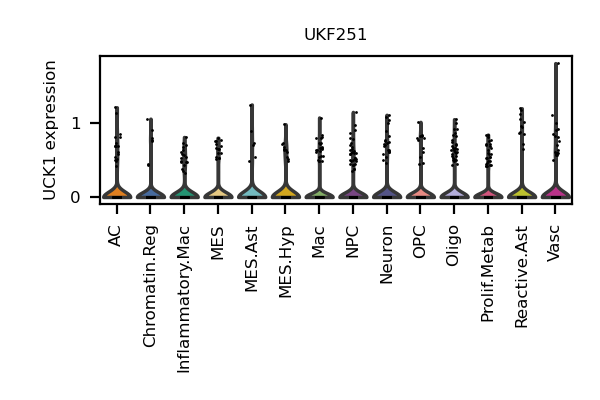 UKF251
UCK1 expression
1
0
AC
Chromatin.Reg
Inflammatory.Mac
MES
MES.Ast
MES.Hyp
Mac
NPC
Neuron
OPC
Oligo
Prolif.Metab
Reactive.Ast
Vasc